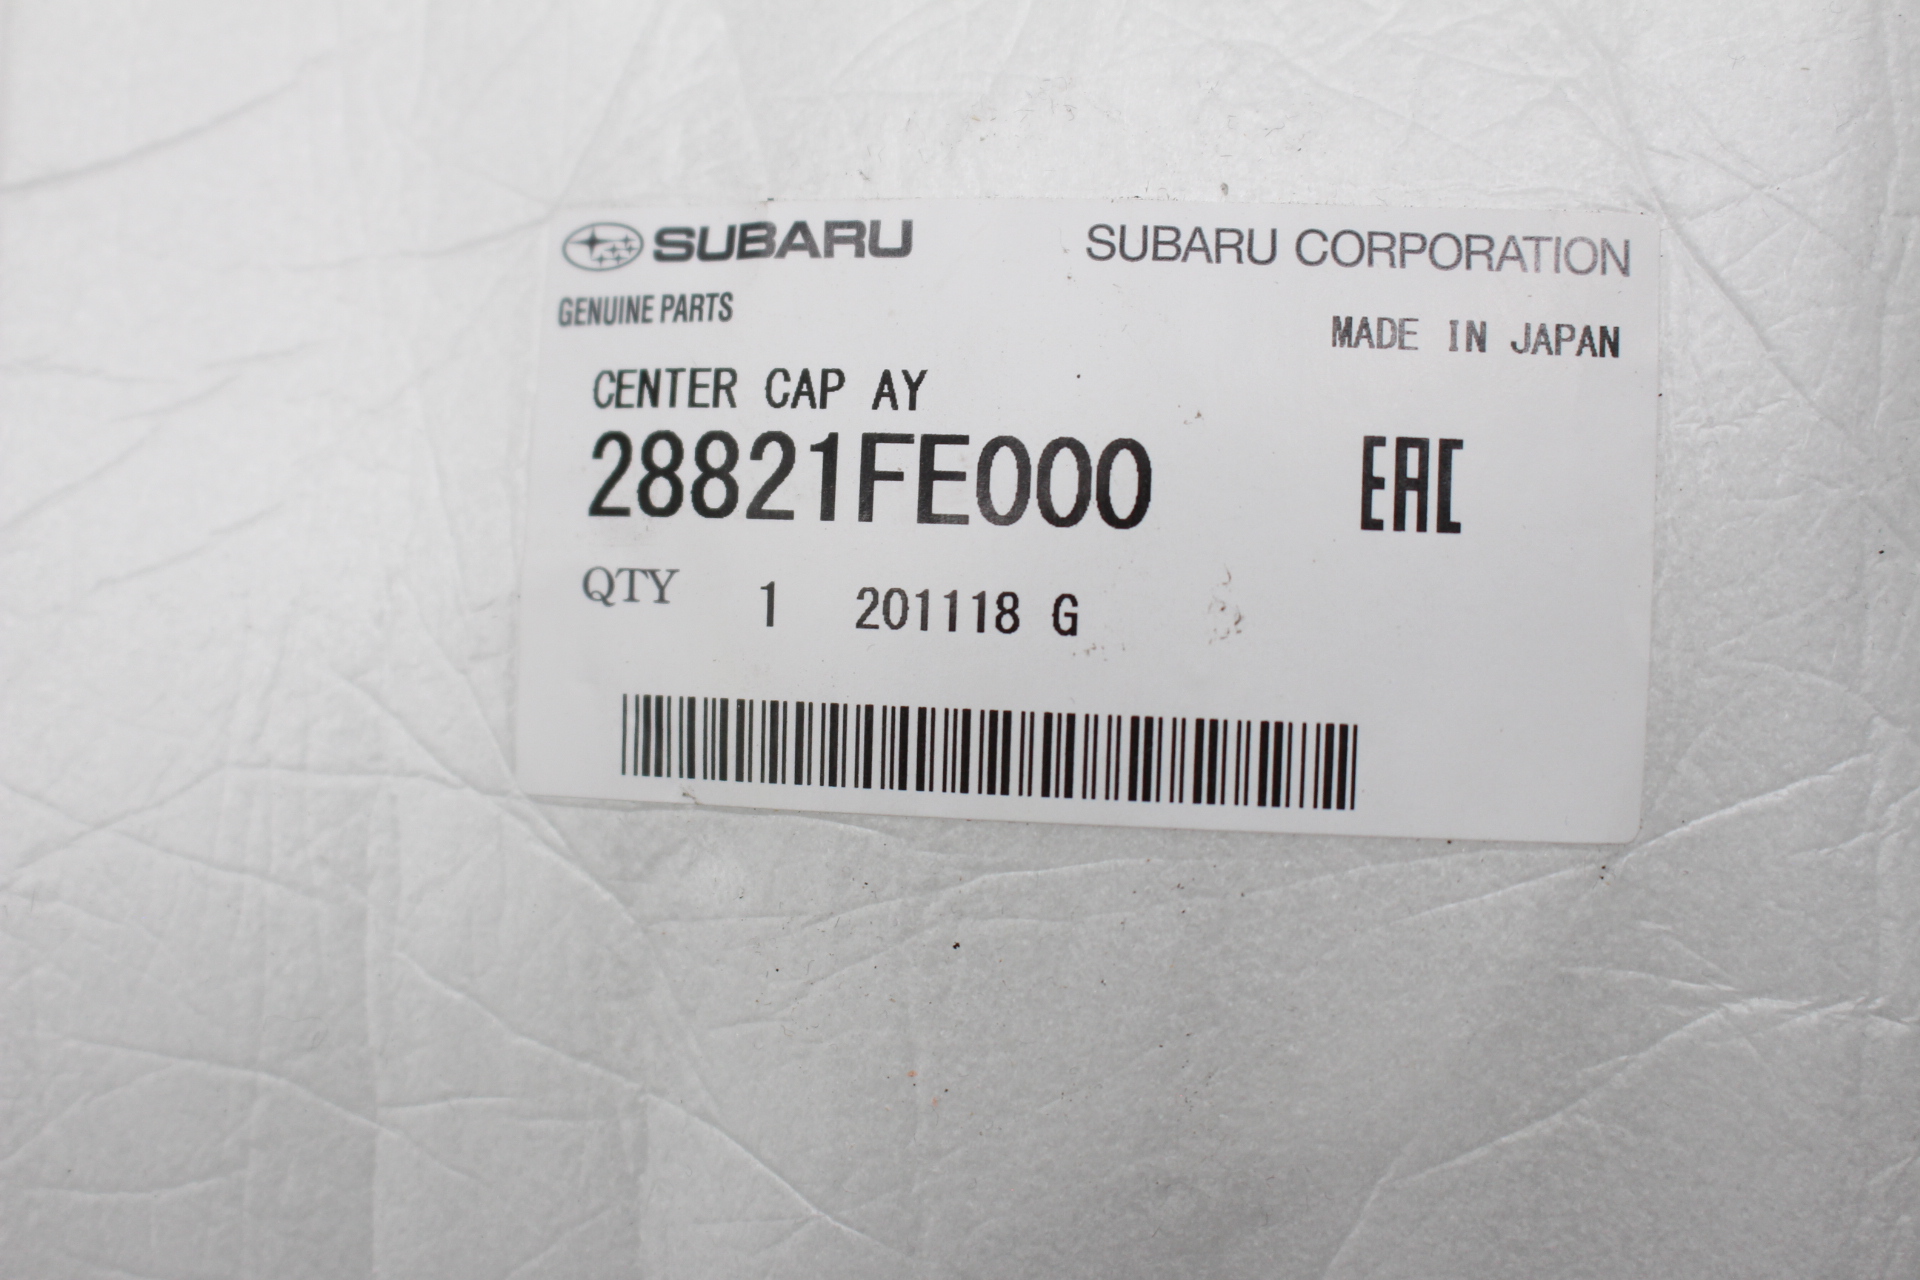 SUBARU SUBARU CORPORATION
GENUINE PARTS
MADE IN JAPAN
CENTER CAP AY
28821FE000 EAC
QTY 1 201118 G